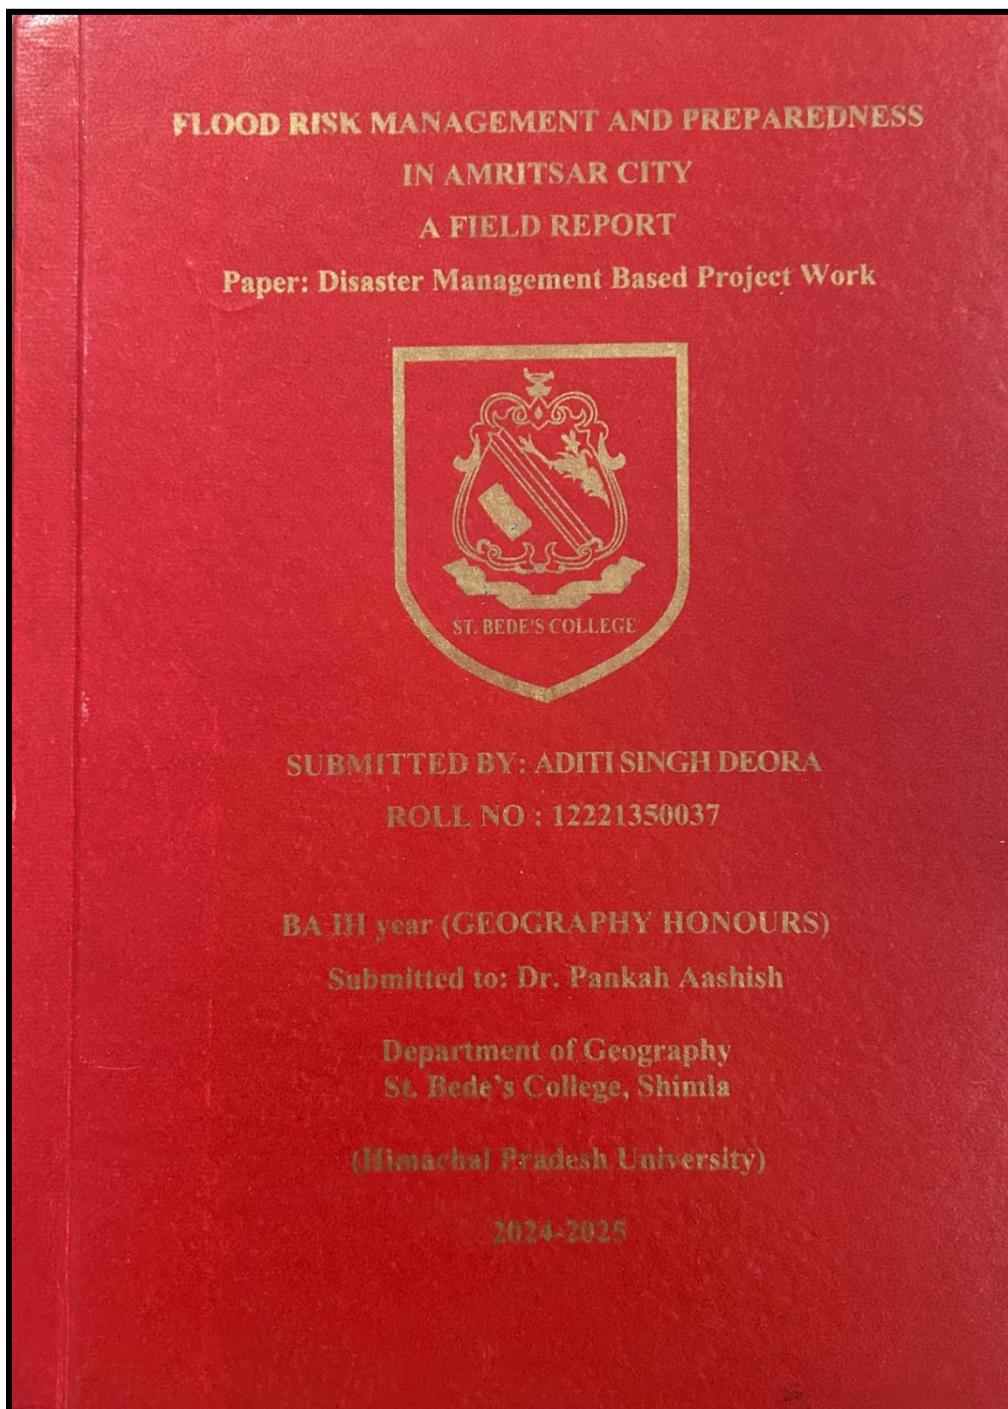 FLOOD RISK MANAGEMENT AND PREPAREDNESS
IN AMRITSAR CITY
A FIELD REPORT
Paper: Disaster Management Based Project Work
ST. BEDE'S COLLEGE
SUBMITTED BY: ADITI SINGH DEORA
ROLL NO : 12221350037
BA III year (GEOGRAPHY HONOURS)
Submitted to: Dr. Pankah Aashish
Department of Geography
St. Bede's College, Shimla
(Himachal Pradesh University)
2024-2025